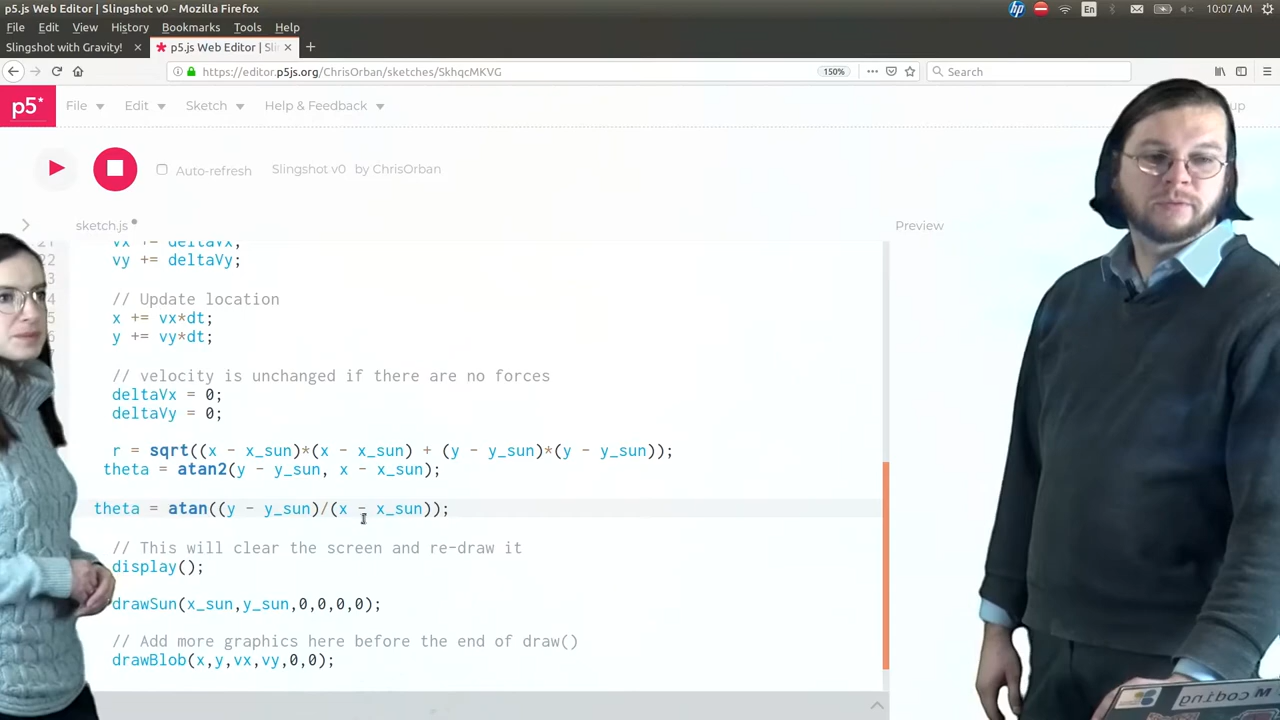 p5.js Web Editor | Slingshot v0 - Mozilla Firefox
10:07 AM
En
File Edit View History Bookmarks Tools Help
Slingshot with Gravity! × p5.js Web Editor | Sli × +
https://editor.p5js.org/ChrisOrban/sketches/SkhqcMKVG
150%
Search
p5* File Edit Sketch Help & Feedback
Auto-refresh Slingshot v0 by ChrisOrban
sketch.js
Preview
vx += deltaVx;
22 vy += deltaVy;
// Update location
x += vx*dt;
y += vy*dt;
// velocity is unchanged if there are no forces
deltaVx = 0;
deltaVy = 0;
r = sqrt((x - x_sun)*(x - x_sun) + (y - y_sun)*(y - y_sun));
theta = atan2(y - y_sun, x - x_sun);
theta = atan((y - y_sun)/(x - x_sun));
// This will clear the screen and re-draw it
display();
drawSun(x_sun,y_sun,0,0,0,0);
// Add more graphics here before the end of draw()
drawBlob(x,y,vx,vy,0,0);
coding